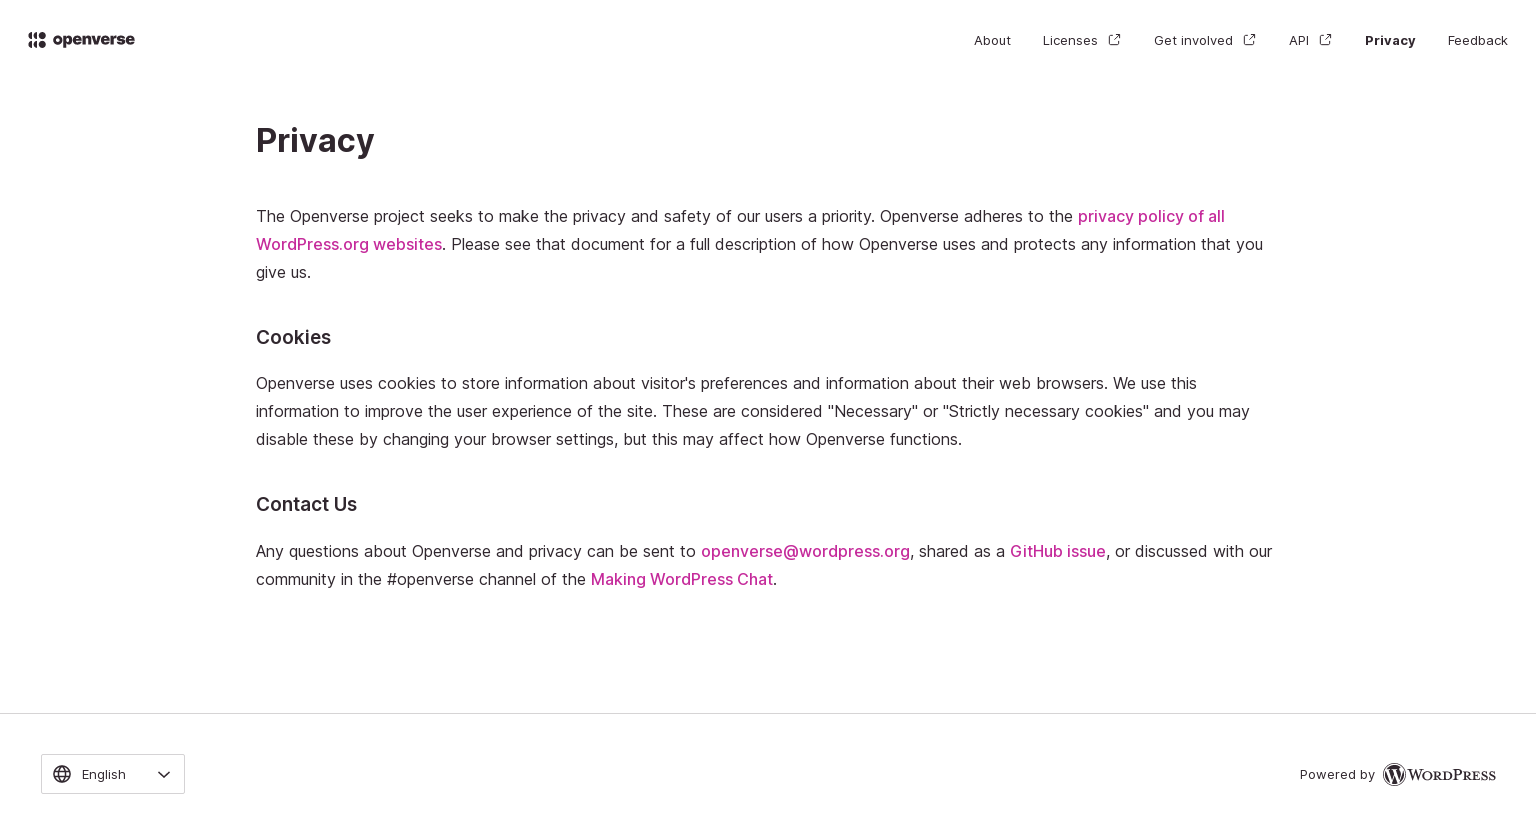 openverse
About Licenses Get involved API Privacy Feedback
Privacy
The Openverse project seeks to make the privacy and safety of our users a priority. Openverse adheres to the privacy policy of all
WordPress.org websites. Please see that document for a full description of how Openverse uses and protects any information that you
give us.
Cookies
Openverse uses cookies to store information about visitor's preferences and information about their web browsers. We use this
information to improve the user experience of the site. These are considered "Necessary" or "Strictly necessary cookies" and you may
disable these by changing your browser settings, but this may affect how Openverse functions.
Contact Us
Any questions about Openverse and privacy can be sent to openverse@wordpress.org, shared as a GitHub issue, or discussed with our
community in the #openverse channel of the Making WordPress Chat.
English
Powered by WORDPRESS